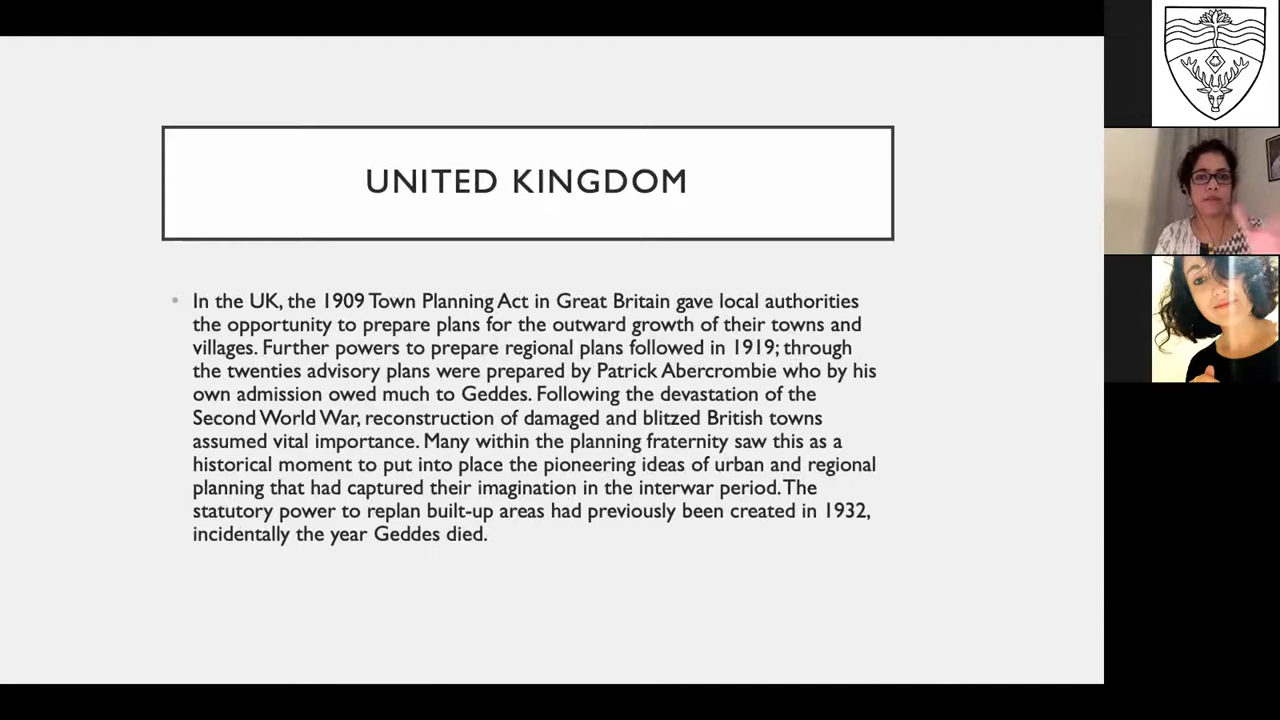 UNITED KINGDOM
• In the UK, the 1909 Town Planning Act in Great Britain gave local authorities
the opportunity to prepare plans for the outward growth of their towns and
villages. Further powers to prepare regional plans followed in 1919; through
the twenties advisory plans were prepared by Patrick Abercrombie who by his
own admission owed much to Geddes. Following the devastation of the
Second World War, reconstruction of damaged and blitzed British towns
assumed vital importance. Many within the planning fraternity saw this as a
historical moment to put into place the pioneering ideas of urban and regional
planning that had captured their imagination in the interwar period. The
statutory power to replan built-up areas had previously been created in 1932,
incidentally the year Geddes died.